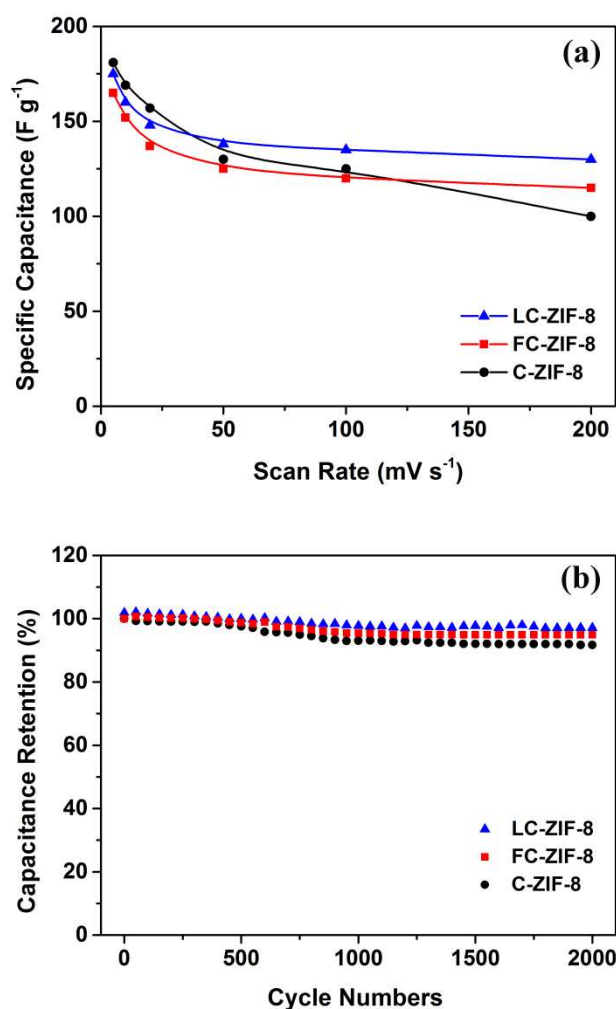 (a)
Specific Capacitance (F g⁻¹)
200
150
100
50
0
0 50 100 150 200
Scan Rate (mV s⁻¹)
LC-ZIF-8
FC-ZIF-8
C-ZIF-8
(b)
Capacitance Retention (%)
120
100
80
60
40
20
0
0 500 1000 1500 2000
Cycle Numbers
LC-ZIF-8
FC-ZIF-8
C-ZIF-8